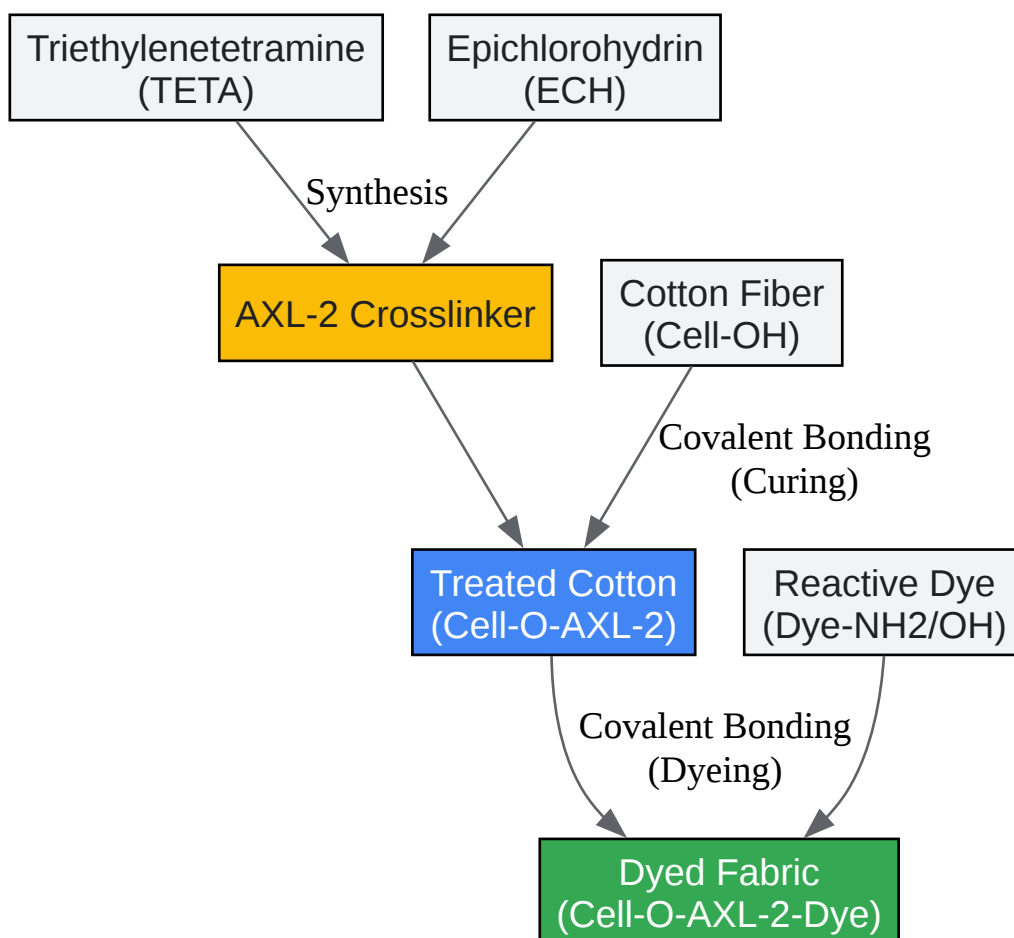 Triethylenetetramine
(TETA)
Epichlorohydrin
(ECH)
Synthesis
AXL-2 Crosslinker
Cotton Fiber
(Cell-OH)
Covalent Bonding
(Curing)
Treated Cotton
(Cell-O-AXL-2)
Reactive Dye
(Dye-NH2/OH)
Covalent Bonding
(Dyeing)
Dyed Fabric
(Cell-O-AXL-2-Dye)